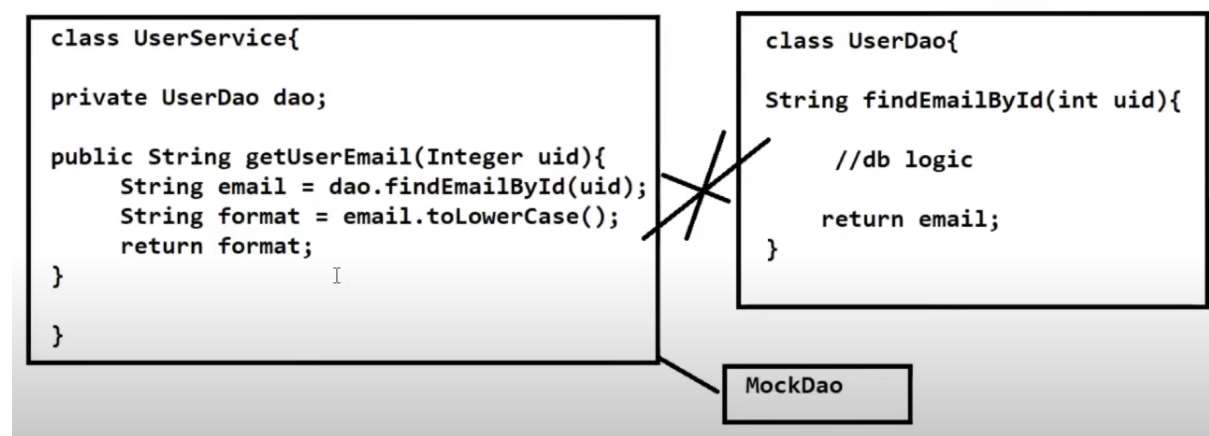 class UserService{
private UserDao dao;
public String getUserEmail(Integer uid){
String email = dao.findEmailById(uid);
String format = email.toLowerCase();
return format;
}
}
class UserDao{
String findEmailById(int uid){
//db logic
return email;
}
MockDao